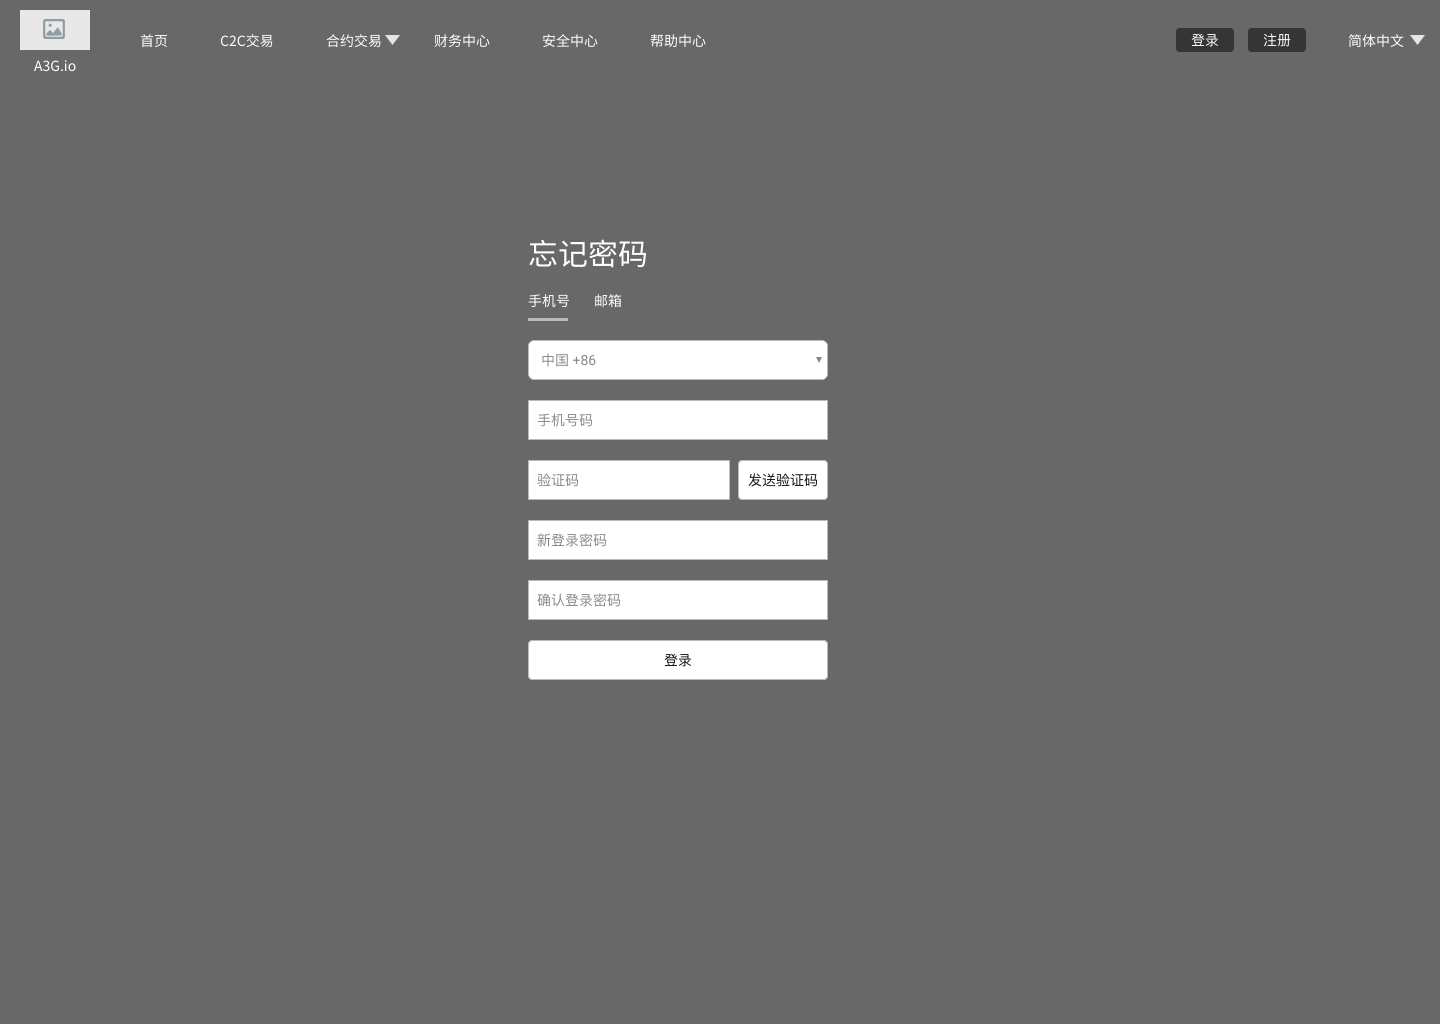 A3G.io
首页
C2C交易
合约交易
财务中心
安全中心
帮助中心
登录
注册
简体中文
忘记密码
手机号
邮箱
中国 +86
手机号码
验证码
发送验证码
新登录密码
确认登录密码
登录